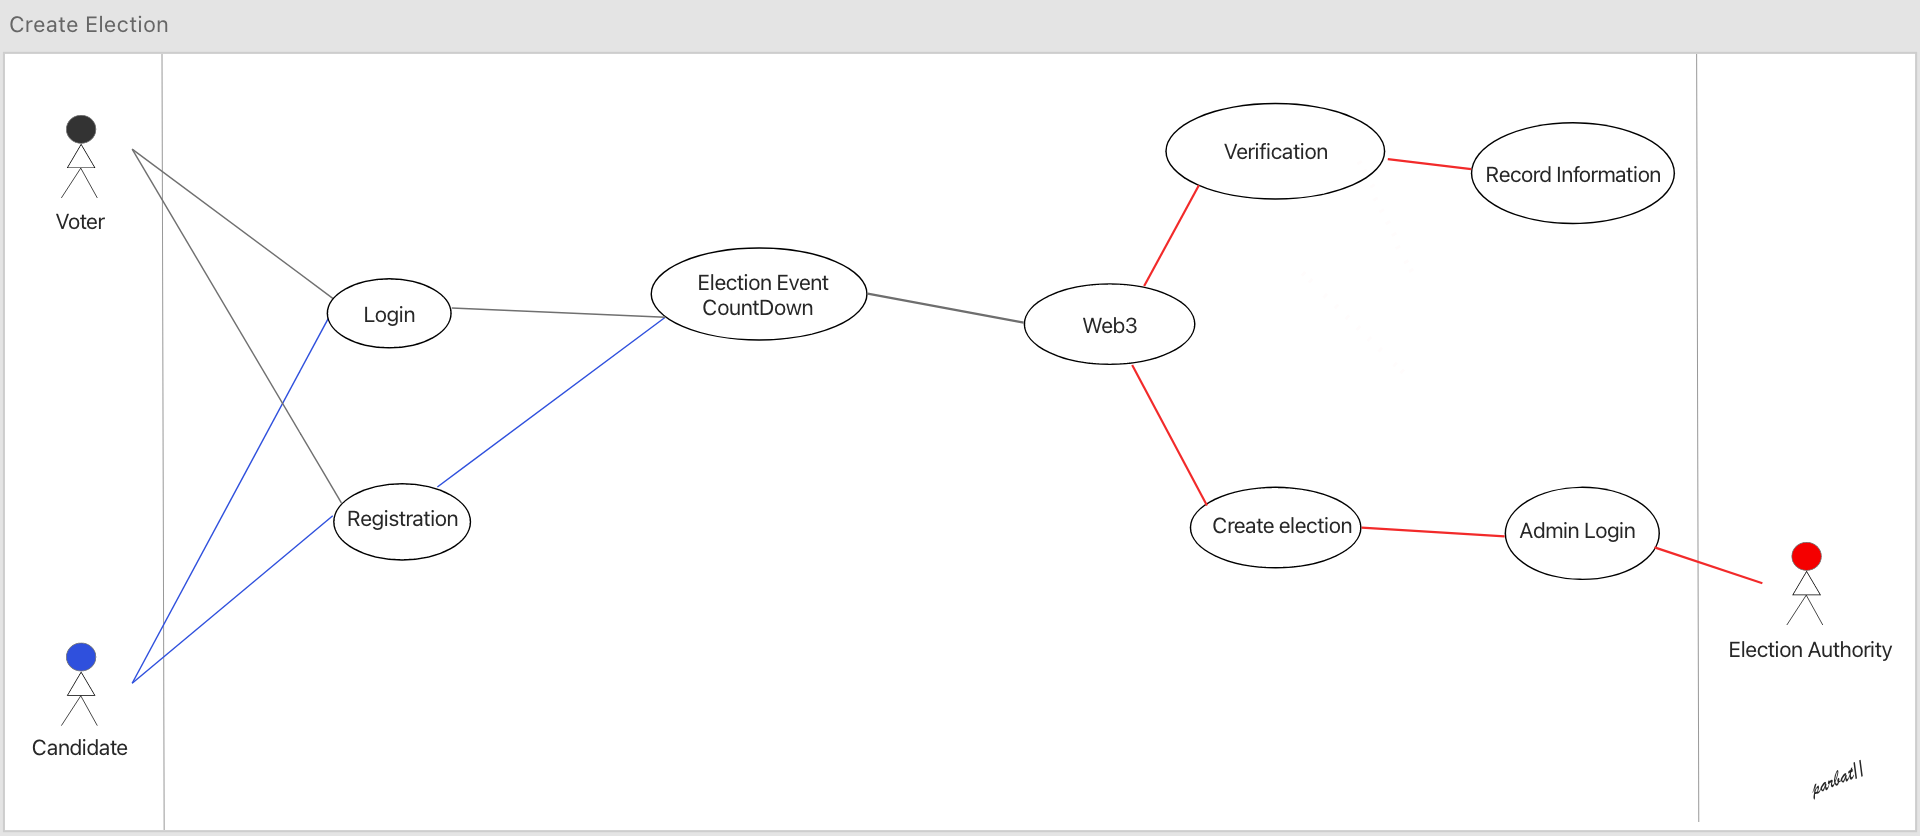 Create Election
Voter
Verification
Record Information
Login
Election Event
CountDown
Web3
Registration
Create election
Admin Login
Election Authority
Candidate
parbat||